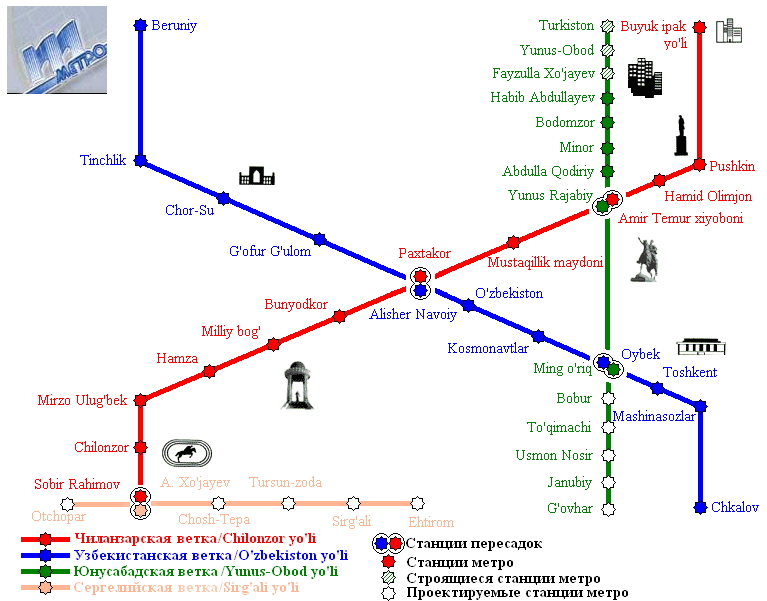 МЕТРО
Beruniy
Tinchlik
Chor-Su
G'ofur G'ulom
Turkiston
Yunus-Obod
Fayzulla Xo'jayev
Habib Abdullayev
Bodomzor
Minor
Abdulla Qodiriy
Yunus Rajabiy
Buyuk ipak
yo'li
Pushkin
Hamid Olimjon
Amir Temur xiyoboni
Mustaqillik maydoni
Paxtakor
Alisher Navoiy
O'zbekiston
Kosmonavtlar
Bunyodkor
Milliy bog'
Hamza
Mirzo Ulug'bek
Chilonzor
Sobir Rahimov
Oybek
Ming o'riq
Toshkent
Mashinasozlar
Chkalov
Bobur
To'qimachi
Usmon Nosir
Janubiy
G'ovhar
A. Xo'jayev
Tursun-zoda
Otchopar
Chosh-Tepa
Sirg'ali
Ehtirom
Чиланзарская ветка/Chilonzor yo'li
Узбекистанская ветка/O'zbekiston yo'li
Юнусабадская ветка/Yunus-Obod yo'li
Сергелийская ветка/Sirg'ali yo'li
Станции пересадок
Станции метро
Строящиеся станции метро
Проектируемые станции метро